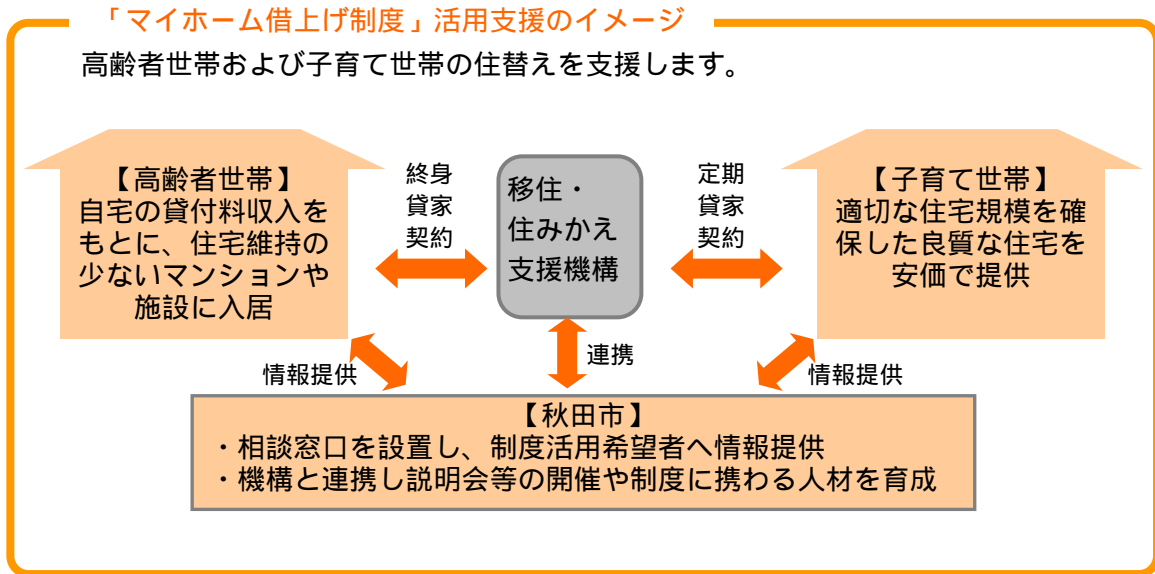 「マイホーム借上げ制度」活用支援のイメージ
高齢者世帯および子育て世帯の住替えを支援します。
【高齢者世帯】
自宅の貸付料収入を
もとに、住宅維持の
少ないマンションや
施設に入居
終身
貸家
契約
移住・
住みかえ
支援機構
定期
貸家
契約
【子育て世帯】
適切な住宅規模を確
保した良質な住宅を
安価で提供
情報提供
連携
情報提供
【秋田市】
・相談窓口を設置し、制度活用希望者へ情報提供
・機構と連携し説明会等の開催や制度に携わる人材を育成